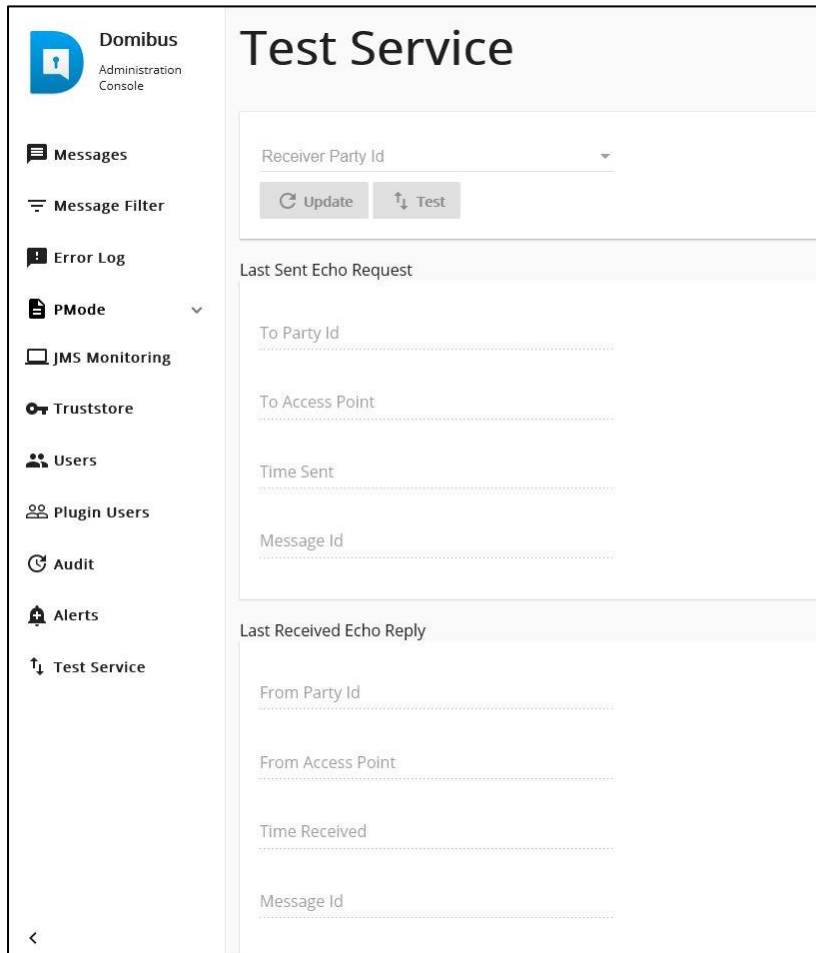 Domibus
Administration
Console
Messages
Message Filter
Error Log
PMode
JMS Monitoring
Truststore
Users
Plugin Users
Audit
Alerts
Test Service
Test Service
Receiver Party Id
Update
Test
Last Sent Echo Request
To Party Id
To Access Point
Time Sent
Message Id
Last Received Echo Reply
From Party Id
From Access Point
Time Received
Message Id